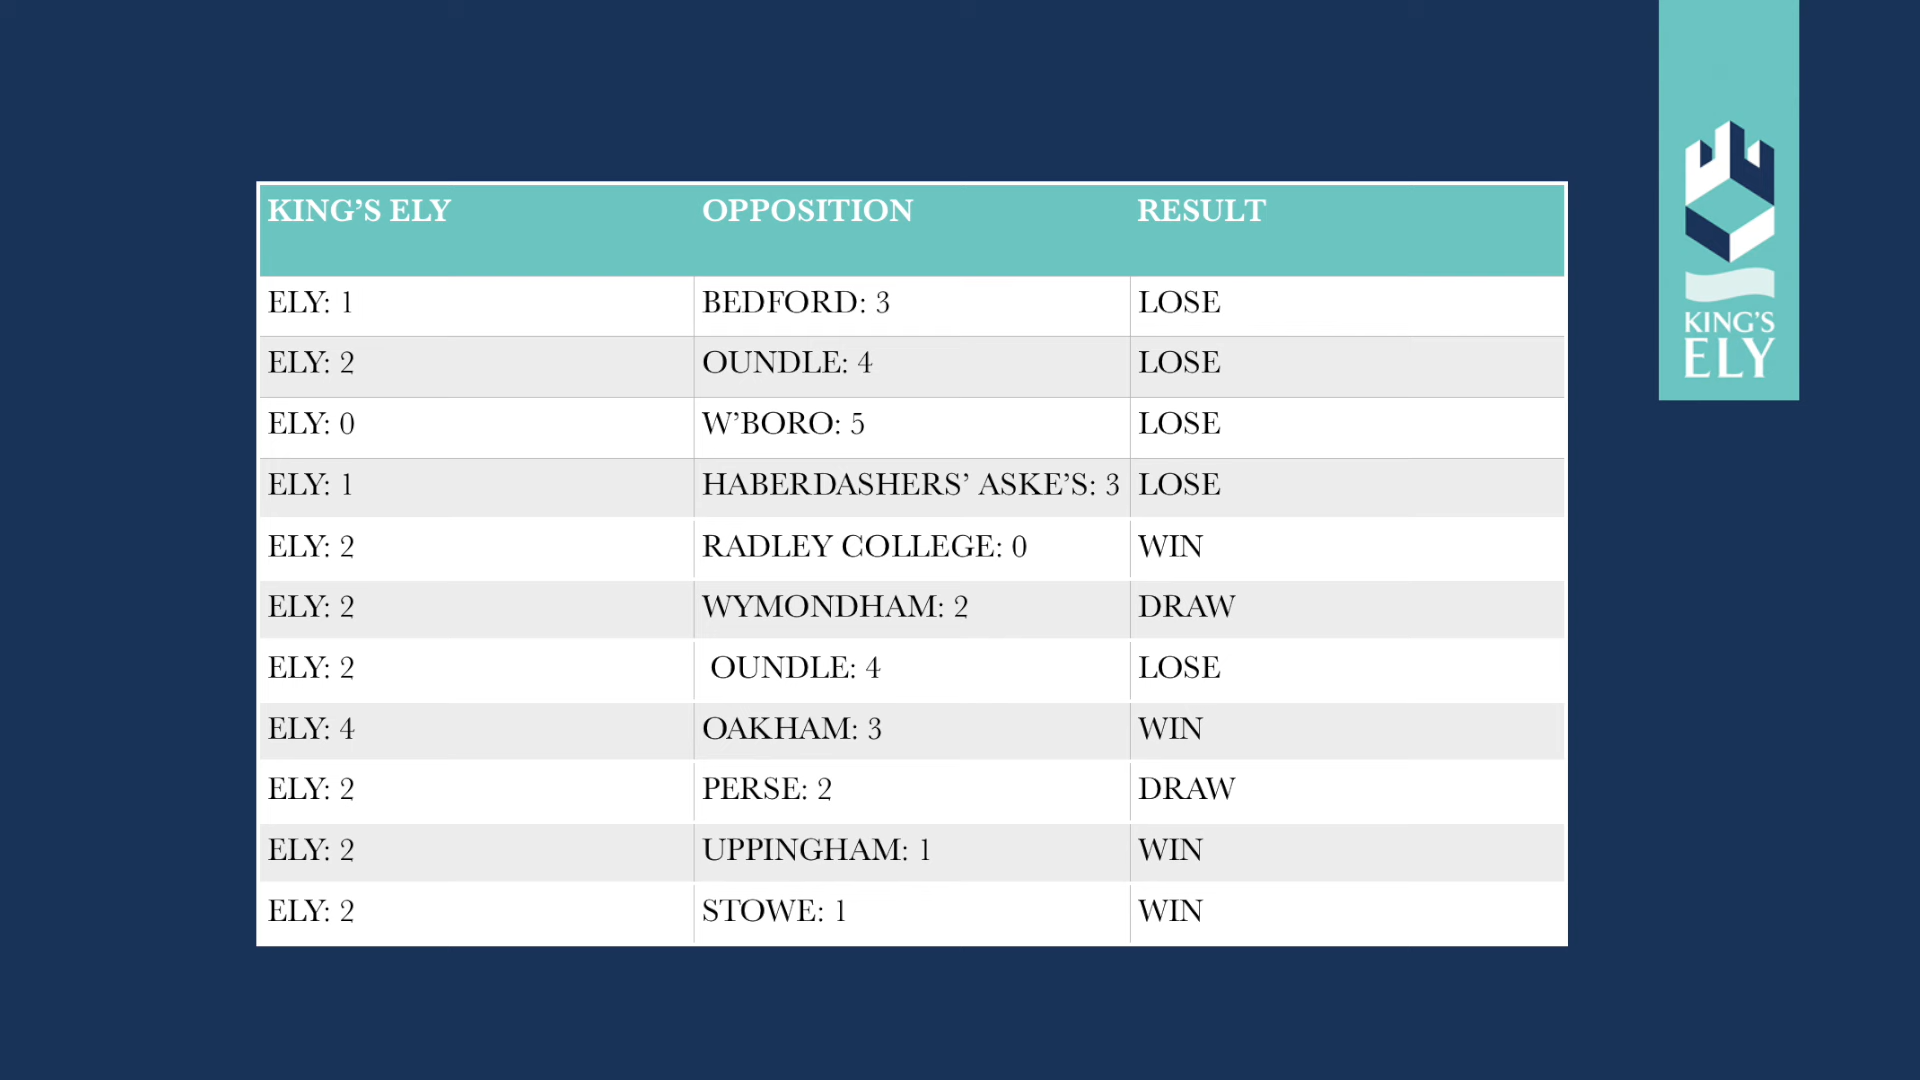 KING’S ELY OPPOSITION RESULT
ELY: 1 BEDFORD: 3 LOSE
ELY: 2 OUNDLE: 4 LOSE
ELY: 0 W’BORO: 5 LOSE
ELY: 1 HABERDASHERS’ ASKE’S: 3 LOSE
ELY: 2 RADLEY COLLEGE: 0 WIN
ELY: 2 WYMONDHAM: 2 DRAW
ELY: 2 OUNDLE: 4 LOSE
ELY: 4 OAKHAM: 3 WIN
ELY: 2 PERSE: 2 DRAW
ELY: 2 UPPINGHAM: 1 WIN
ELY: 2 STOWE: 1 WIN
KING’S
ELY